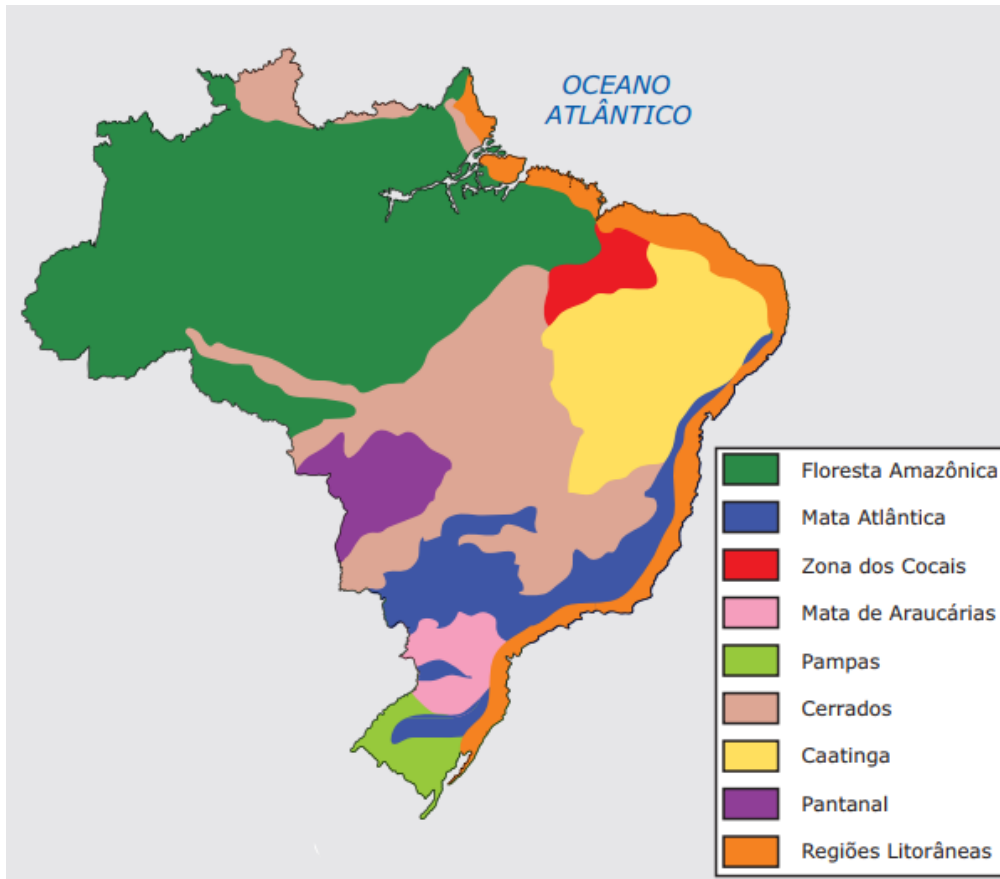 OCEANO
ATLÂNTICO
Floresta Amazônica
Mata Atlântica
Zona dos Cocais
Mata de Araucárias
Pampas
Cerrados
Caatinga
Pantanal
Regiões Litorâneas